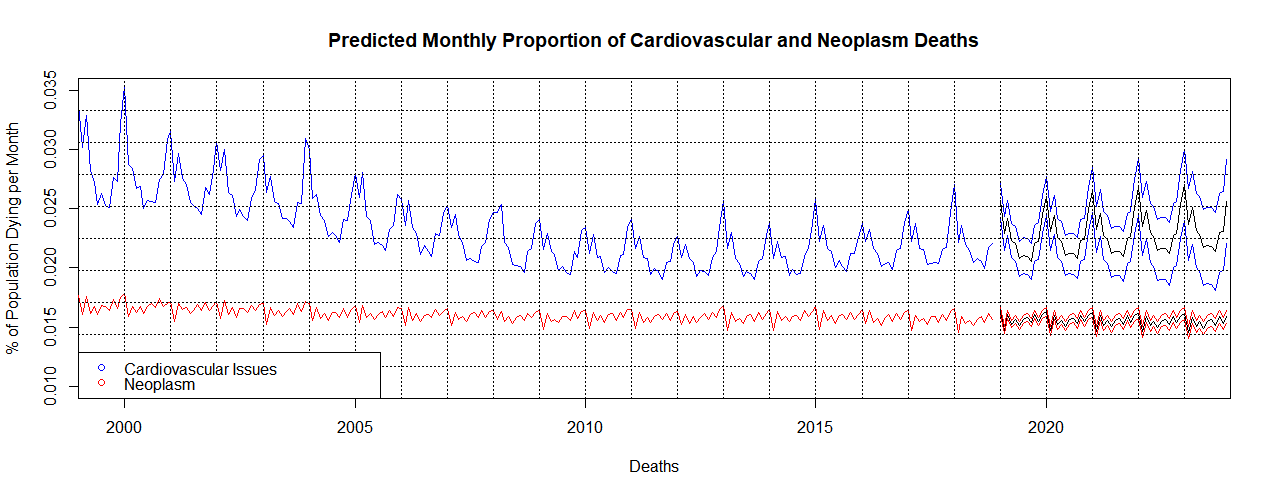 Predicted Monthly Proportion of Cardiovascular and Neoplasm Deaths
% of Population Dying per Month
0.035
0.030
0.025
0.020
0.015
0.010
Cardiovascular Issues
Neoplasm
2000 2005 2010 2015 2020
Deaths